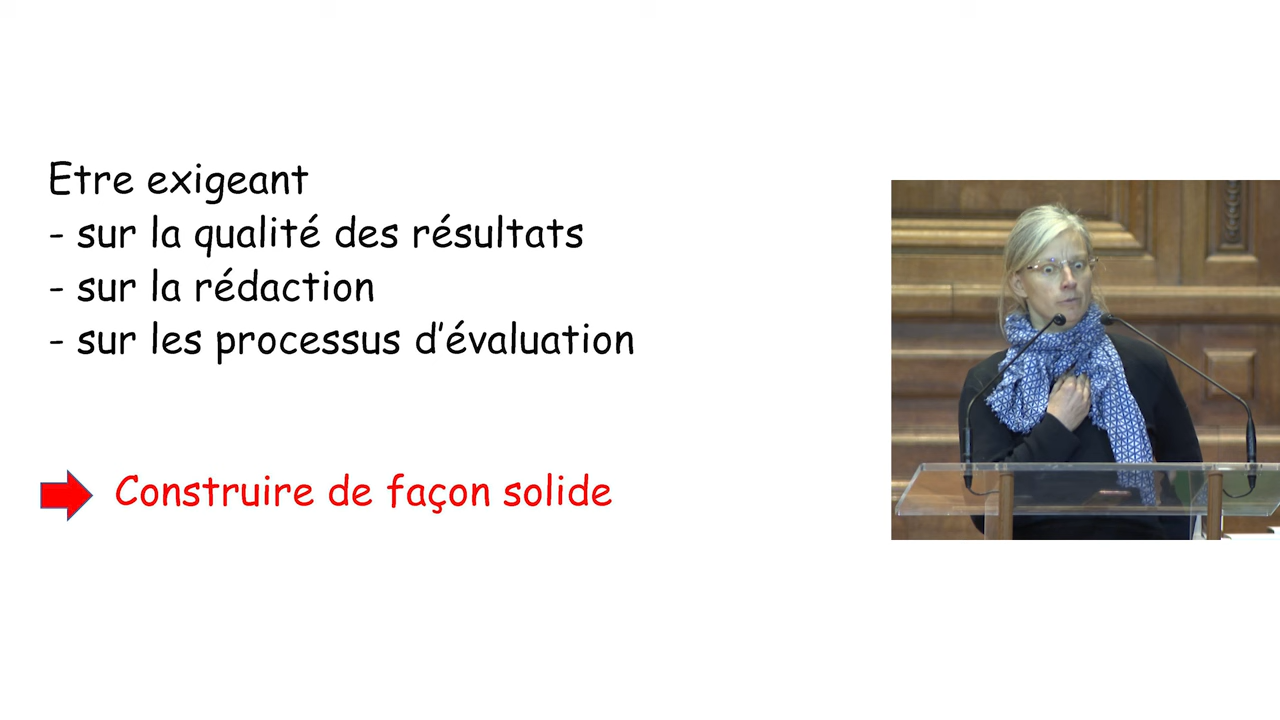 Etre exigeant
- sur la qualité des résultats
- sur la rédaction
- sur les processus d’évaluation
Construire de façon solide